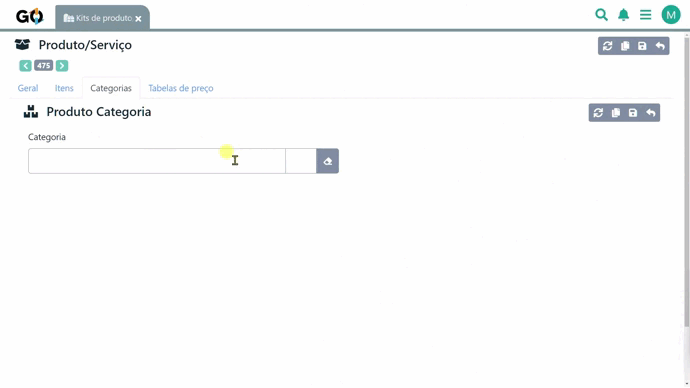 GO
Kits de produto
M
Produto/Serviço
475
Geral Itens Categorias Tabelas de preço
Produto Categoria
Categoria